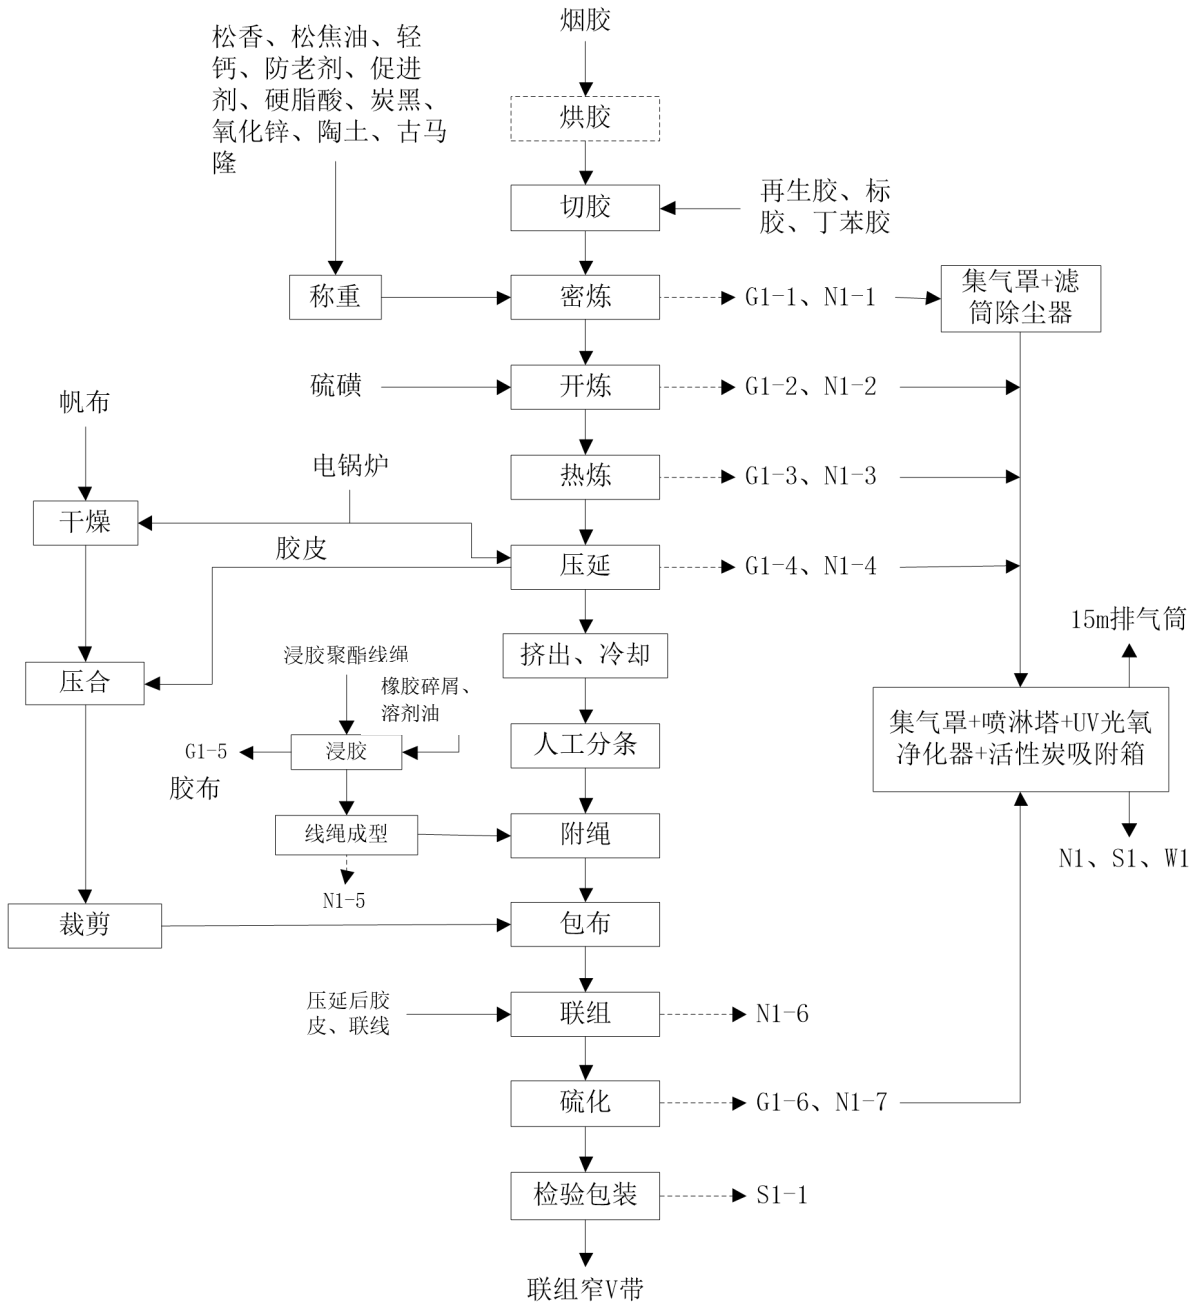 烟胶
松香、松焦油、轻
钙、防老剂、促进
剂、硬脂酸、炭黑、
氧化锌、陶土、古马
隆
烘胶
切胶
再生胶、标
胶、丁苯胶
称重
密炼
G1-1、N1-1
集气罩+滤
筒除尘器
硫磺
开炼
G1-2、N1-2
帆布
电锅炉
热炼
G1-3、N1-3
干燥
胶皮
压延
G1-4、N1-4
15m排气筒
挤出、冷却
浸胶聚酯线绳
压合
橡胶碎屑、
溶剂油
集气罩+喷淋塔+UV光氧
净化器+活性炭吸附箱
G1-5
浸胶
人工分条
胶布
线绳成型
附绳
N1、S1、W1
N1-5
裁剪
包布
压延后胶
皮、联线
联组
N1-6
硫化
G1-6、N1-7
检验包装
S1-1
联组窄V带